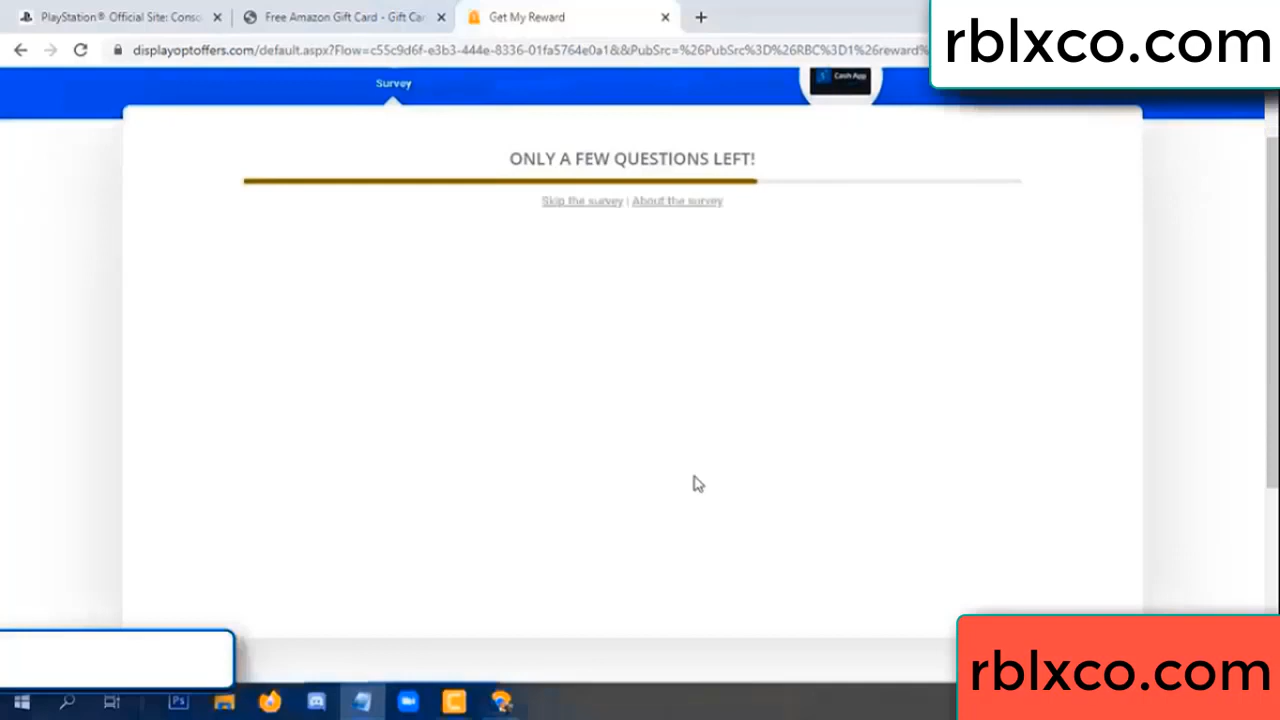 PlayStation® Official Site: Conso
Free Amazon Gift Card - Gift Car
Get My Reward
displayoptoffers.com/default.aspx?Flow=c55c9d6f-e3b3-444e-8336-01fa5764e0a1&&PubSrc=%26PubSrc%3D%26RBC%3D1%26reward%
rblxco.com
Survey
Cash App
ONLY A FEW QUESTIONS LEFT!
Skip the survey | About the survey
rblxco.com
Ps